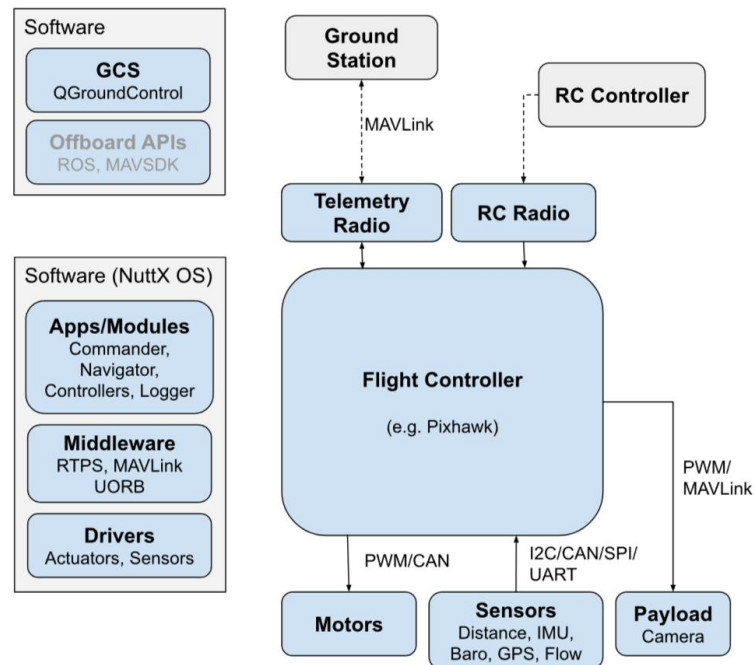 Software
GCS
QGroundControl
Offboard APIs
ROS, MAVSDK
Ground
Station
RC Controller
MAVLink
Telemetry
Radio
RC Radio
Software (NuttX OS)
Apps/Modules
Commander,
Navigator,
Controllers, Logger
Middleware
RTPS, MAVLink
UORB
Drivers
Actuators, Sensors
Flight Controller
(e.g. Pixhawk)
PWM/
MAVLink
PWM/CAN
I2C/CAN/SPI/
UART
Motors
Sensors
Distance, IMU,
Baro, GPS, Flow
Payload
Camera